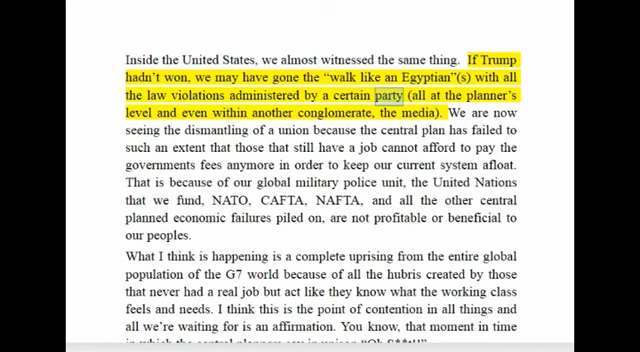 Inside the United States, we almost witnessed the same thing. If Trump
hadn't won, we may have gone the “walk like an Egyptian”(s) with all
the law violations administered by a certain party (all at the planner's
level and even within another conglomerate, the media). We are now
seeing the dismantling of a union because the central plan has failed to
such an extent that those that still have a job cannot afford to pay the
governments fees anymore in order to keep our current system afloat.
That is because of our global military police unit, the United Nations
that we fund, NATO, CAFTA, NAFTA, and all the other central
planned economic failures piled on, are not profitable or beneficial to
our peoples.
What I think is happening is a complete uprising from the entire global
population of the G7 world because of all the hubris created by those
that never had a real job but act like they know what the working class
feels and needs. I think this is the point of contention in all things and
all we're waiting for is an affirmation. You know, that moment in time
in which the central planners say in unison “Oh S**t!”